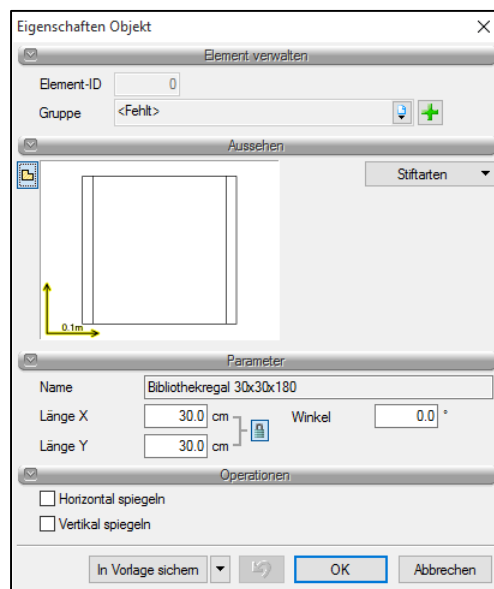 Eigenschaften Objekt
Element verwalten
Element-ID 0
Gruppe <Fehlt>
Aussehen
Stiftarten
0.1m
Parameter
Name Bibliothekregal 30x30x180
Länge X 30.0 cm Winkel 0.0 °
Länge Y 30.0 cm
Operationen
Horizontal spiegeln
Vertikal spiegeln
In Vorlage sichern OK Abbrechen